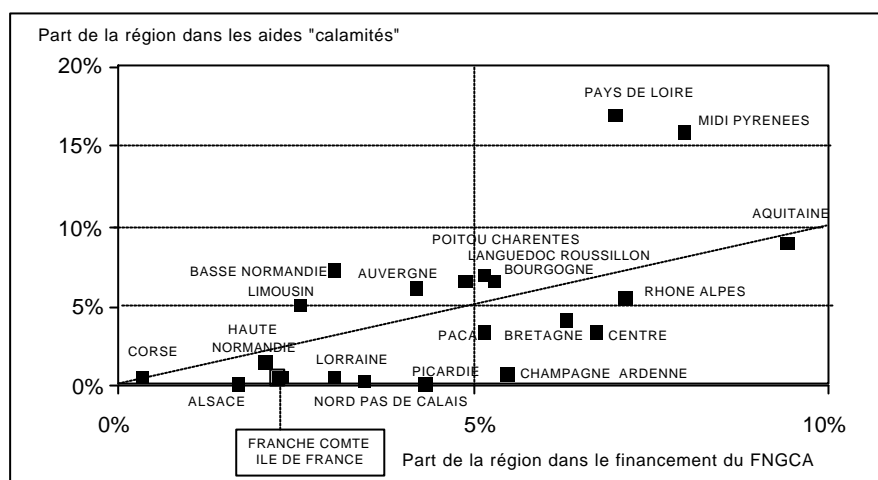 Part de la région dans les aides "calamités"
20%
PAYS DE LOIRE
MIDI PYRENEES
15%
AQUITAINE
10%
POITOU CHARENTES
LANGUEDOC ROUSSILLON
BASSE NORMANDIE
AUVERGNE
BOURGOGNE
RHONE ALPES
LIMOUSIN
5%
HAUTE
NORMANDIE
PACA
BRETAGNE
CENTRE
CORSE
LORRAINE
PICARDIE
CHAMPAGNE ARDENNE
0%
ALSACE
NORD PAS DE CALAIS
0%
5%
10%
FRANCHE COMTE
ILE DE FRANCE
Part de la région dans le financement du FNGCA